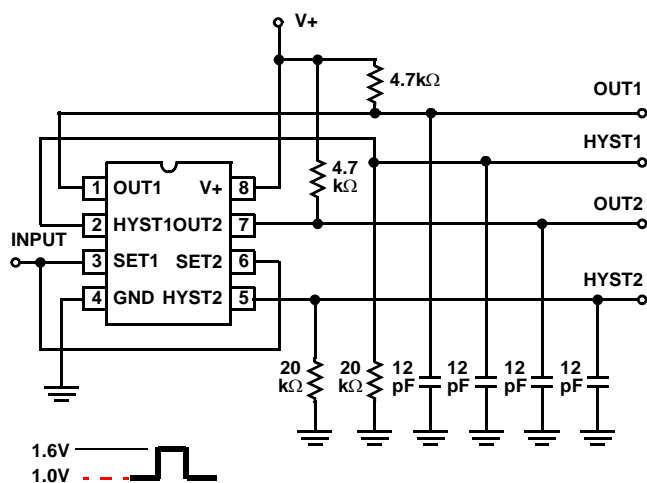 V+
4.7kΩ
OUT1
HYST1
4.7
kΩ
1 OUT1 V+ 8
2 HYST1 OUT2 7
OUT2
INPUT
3 SET1 SET2 6
4 GND HYST2 5
HYST2
20
kΩ
20
kΩ
12
pF
12
pF
12
pF
12
pF
1.6V
1.0V